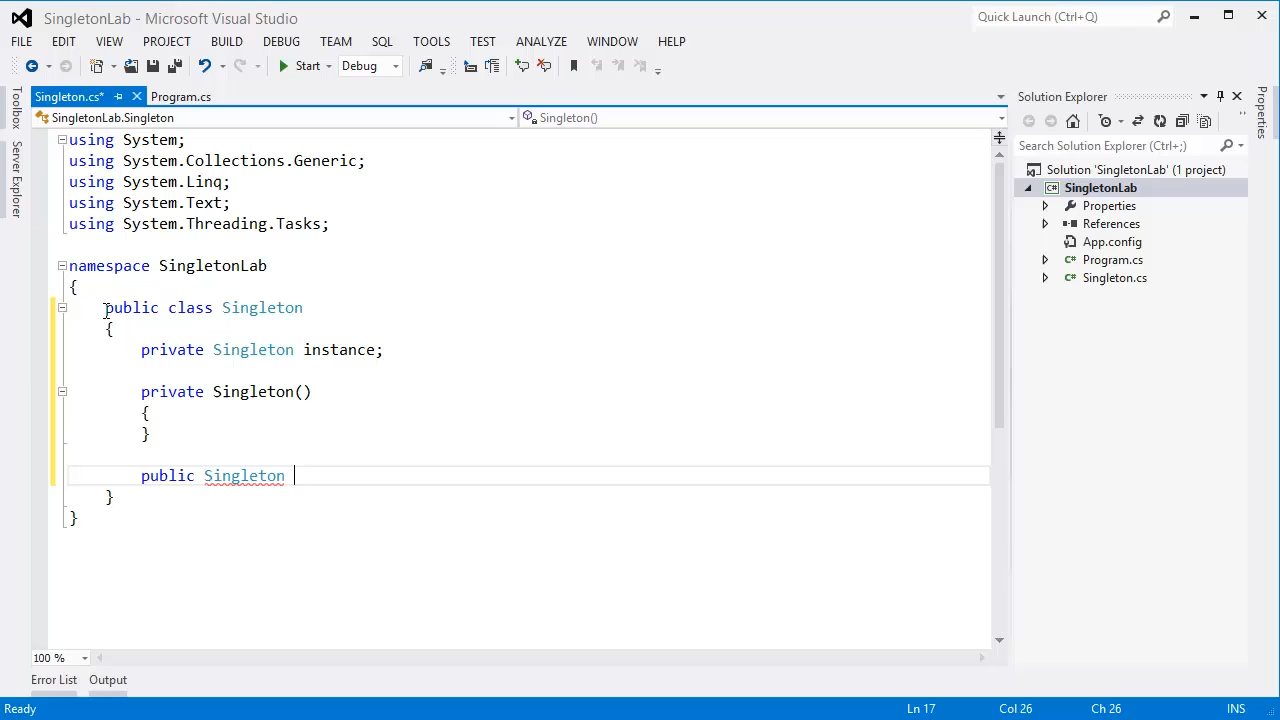 SingletonLab - Microsoft Visual Studio
Quick Launch (Ctrl+Q)
FILE EDIT VIEW PROJECT BUILD DEBUG TEAM SQL TOOLS TEST ANALYZE WINDOW HELP
Start Debug
Toolbox
Server Explorer
Singleton.cs* Program.cs
SingletonLab.Singleton Singleton()
using System;
using System.Collections.Generic;
using System.Linq;
using System.Text;
using System.Threading.Tasks;
namespace SingletonLab
{
public class Singleton
{
private Singleton instance;
private Singleton()
{
}
public Singleton
}
}
100 %
Solution Explorer
Search Solution Explorer (Ctrl+;)
Solution 'SingletonLab' (1 project)
C# SingletonLab
Properties
References
App.config
C# Program.cs
C# Singleton.cs
Properties
Error List Output
Ready Ln 17 Col 26 Ch 26 INS